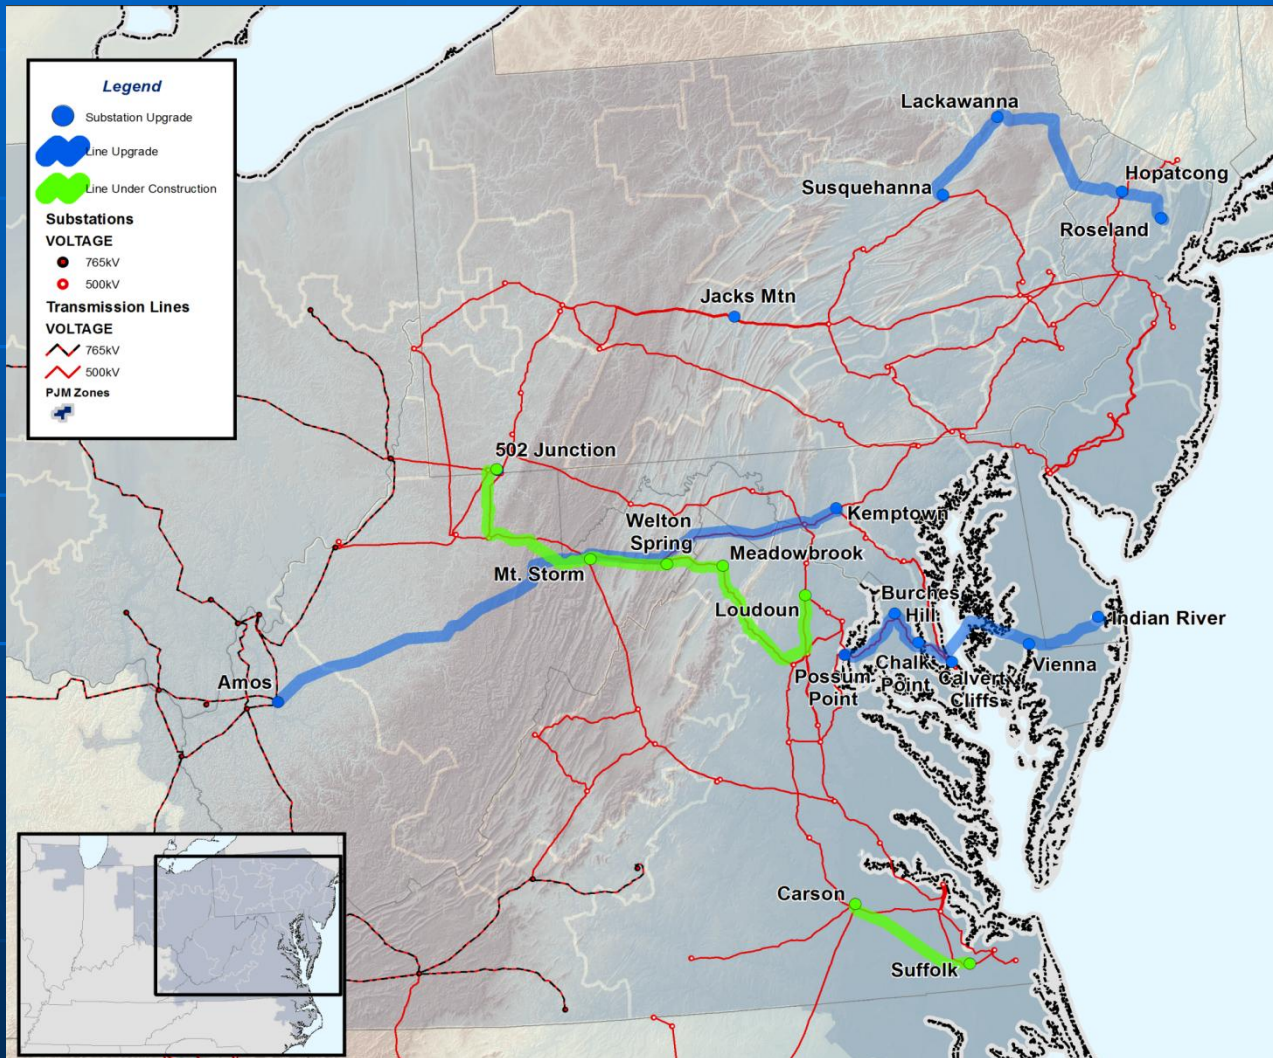 Legend
Substation Upgrade
Line Upgrade
Line Under Construction
Substations
VOLTAGE
765kV
500kV
Transmission Lines
VOLTAGE
765kV
500kV
PJM Zones
Lackawanna
Susquehanna
Hopatcong
Roseland
Jacks Mtn
502 Junction
Kemptown
Welton
Spring
Mt. Storm
Meadowbrook
Loudoun
Burches
Hill
Indian River
Possum
Point
Chalk
Point
Calvert
Cliffs
Vienna
Amos
Carson
Suffolk